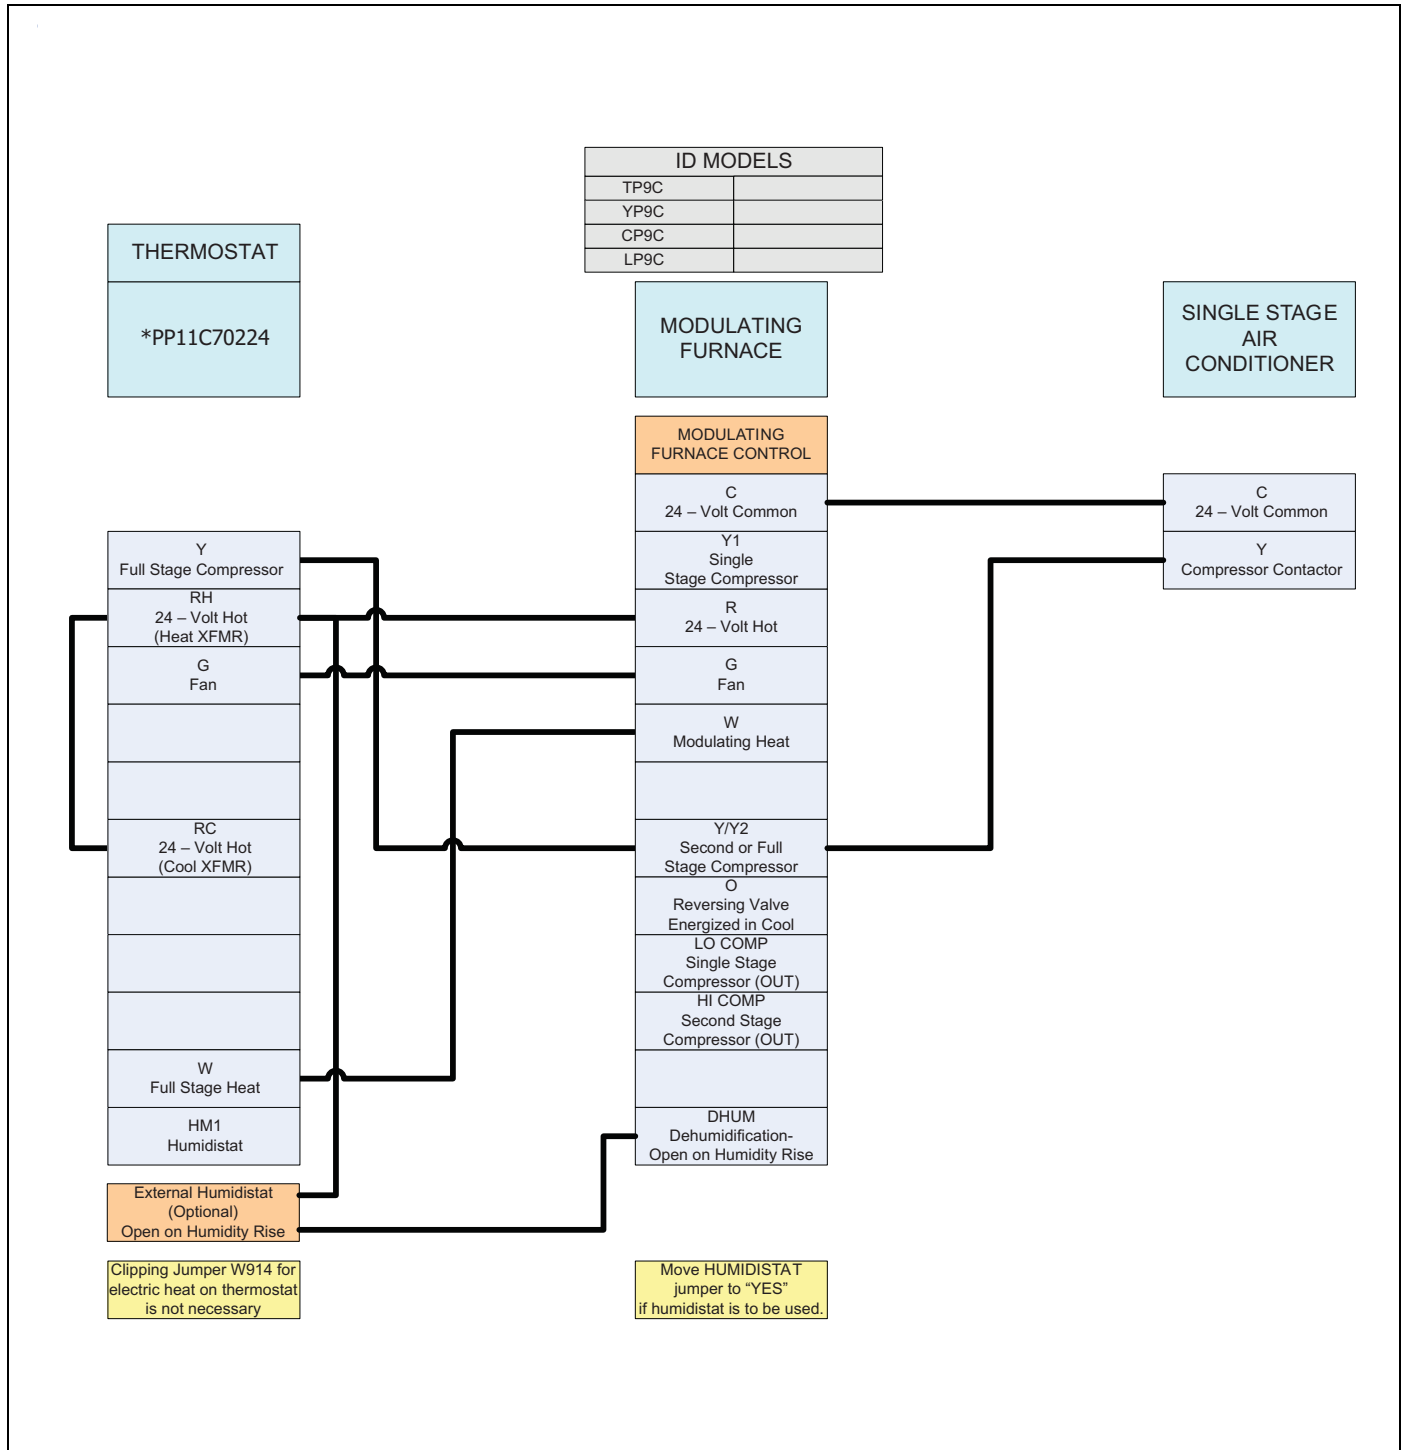 ID MODELS
TP9C
YP9C
CP9C
LP9C
THERMOSTAT
*PP11C70224
MODULATING
FURNACE
SINGLE STAGE
AIR
CONDITIONER
MODULATING
FURNACE CONTROL
C
24 – Volt Common
Y1
Single
Stage Compressor
R
24 – Volt Hot
G
Fan
W
Modulating Heat
Y/Y2
Second or Full
Stage Compressor
O
Reversing Valve
Energized in Cool
LO COMP
Single Stage
Compressor (OUT)
HI COMP
Second Stage
Compressor (OUT)
DHUM
Dehumidification-
Open on Humidity Rise
C
24 – Volt Common
Y
Compressor Contactor
Y
Full Stage Compressor
RH
24 – Volt Hot
(Heat XFMR)
G
Fan
RC
24 – Volt Hot
(Cool XFMR)
W
Full Stage Heat
HM1
Humidistat
External Humidistat
(Optional)
Open on Humidity Rise
Clipping Jumper W914 for
electric heat on thermostat
is not necessary
Move HUMIDISTAT
jumper to “YES”
if humidistat is to be used.